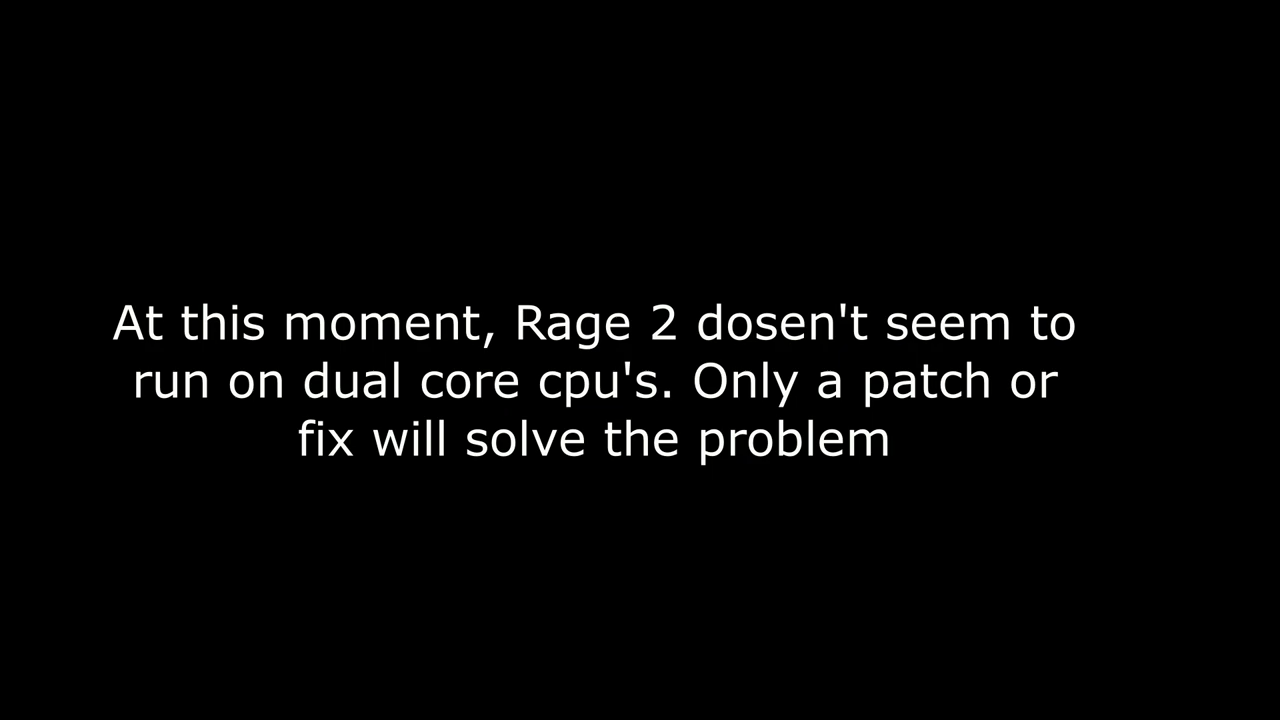 At this moment, Rage 2 dosen't seem to
run on dual core cpu's. Only a patch or
fix will solve the problem